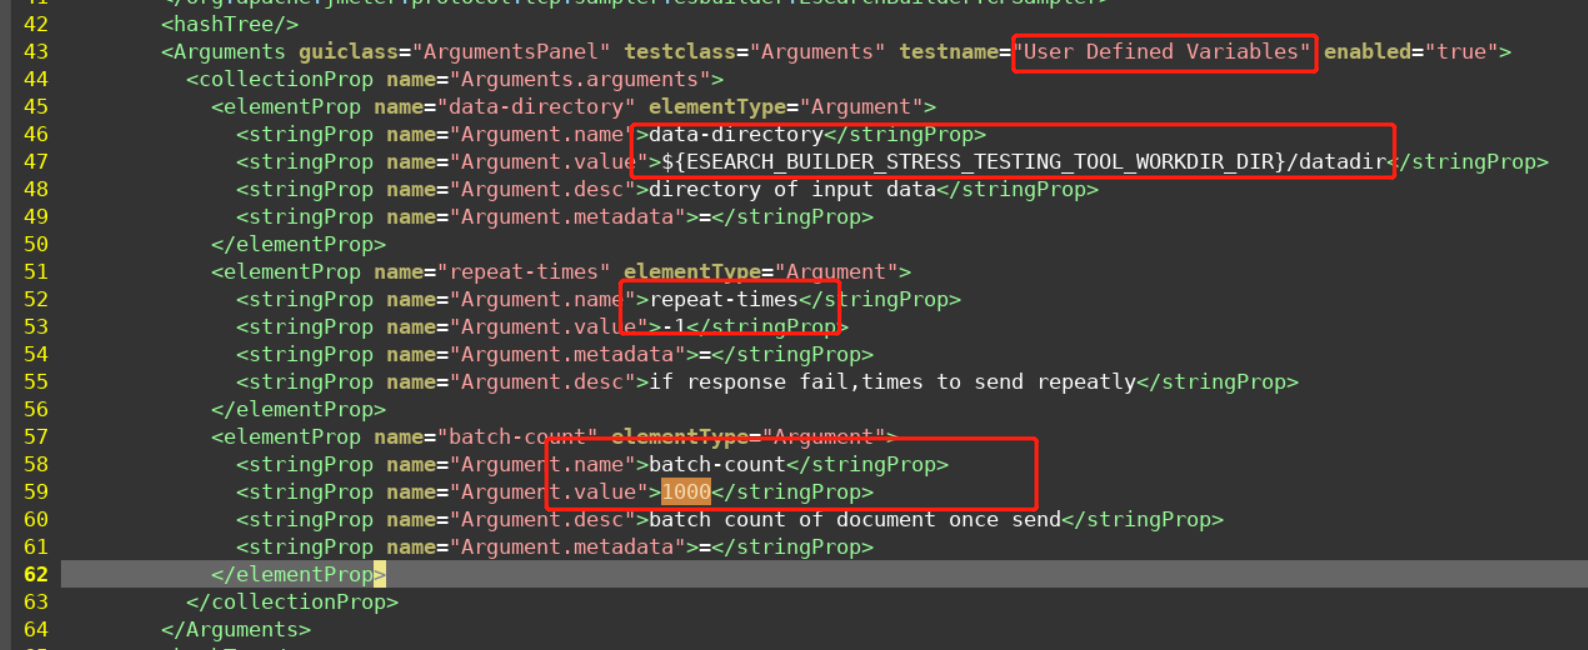 42 <hashTree/>
43 <Arguments guiclass="ArgumentsPanel" testclass="Arguments" testname="User Defined Variables" enabled="true">
44 <collectionProp name="Arguments.arguments">
45 <elementProp name="data-directory" elementType="Argument">
46 <stringProp name="Argument.name">data-directory</stringProp>
47 <stringProp name="Argument.value">${ESEARCH_BUILDER_STRESS_TESTING_TOOL_WORKDIR_DIR}/datadir</stringProp>
48 <stringProp name="Argument.desc">directory of input data</stringProp>
49 <stringProp name="Argument.metadata">=</stringProp>
50 </elementProp>
51 <elementProp name="repeat-times" elementType="Argument">
52 <stringProp name="Argument.name">repeat-times</stringProp>
53 <stringProp name="Argument.value">-1</stringProp>
54 <stringProp name="Argument.metadata">=</stringProp>
55 <stringProp name="Argument.desc">if response fail,times to send repeatly</stringProp>
56 </elementProp>
57 <elementProp name="batch-count" elementType="Argument">
58 <stringProp name="Argument.name">batch-count</stringProp>
59 <stringProp name="Argument.value">1000</stringProp>
60 <stringProp name="Argument.desc">batch count of document once send</stringProp>
61 <stringProp name="Argument.metadata">=</stringProp>
62 </elementProp>
63 </collectionProp>
64 </Arguments>